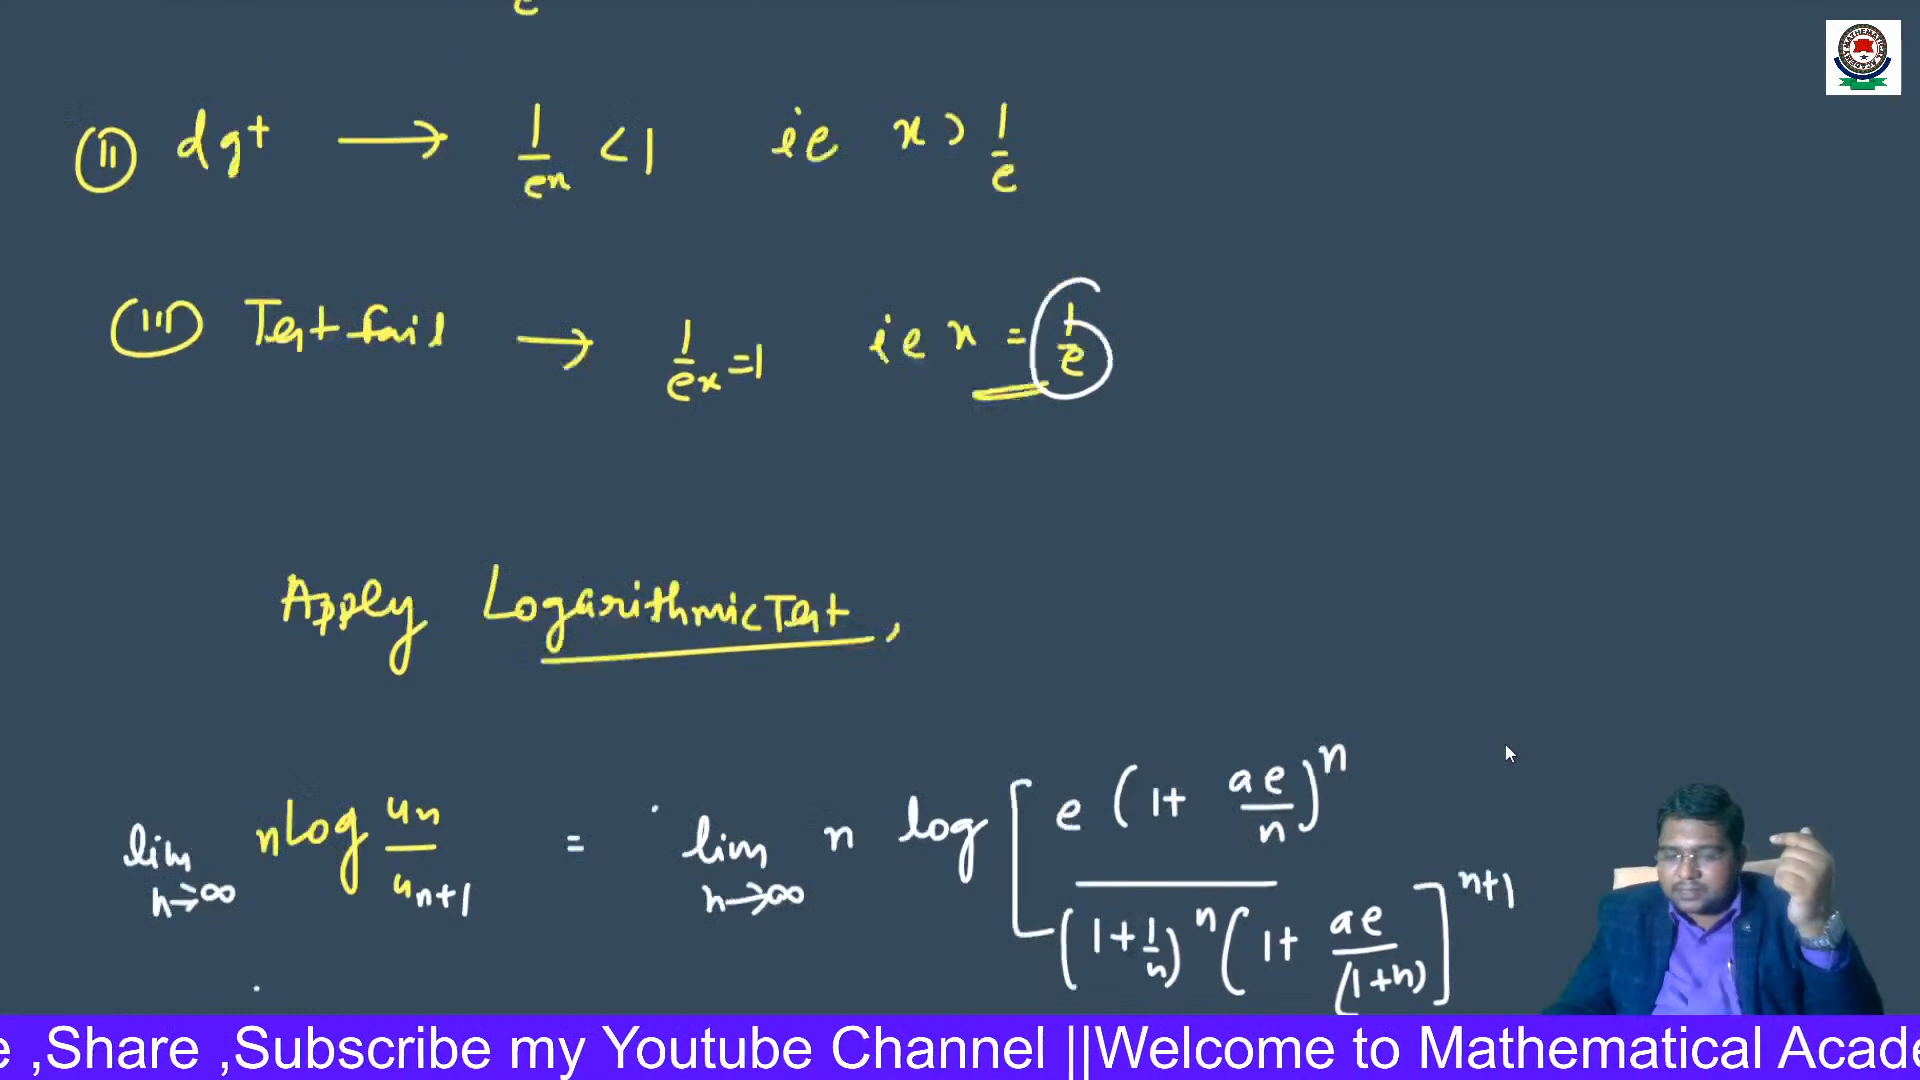 e
(ii) dgt → 1/en < 1 ie x > 1/e
(iii) Test fail → 1/ex = 1 ie x = 1/e
Apply Logarithmic Test,
lim n→∞ n log un/un+1 = lim n→∞ n log [e (1 + ae/n)^n / (1 + 1/n)^n (1 + ae/(1+n)]^n+1
e ,Share ,Subscribe my Youtube Channel ||Welcome to Mathematical Acade